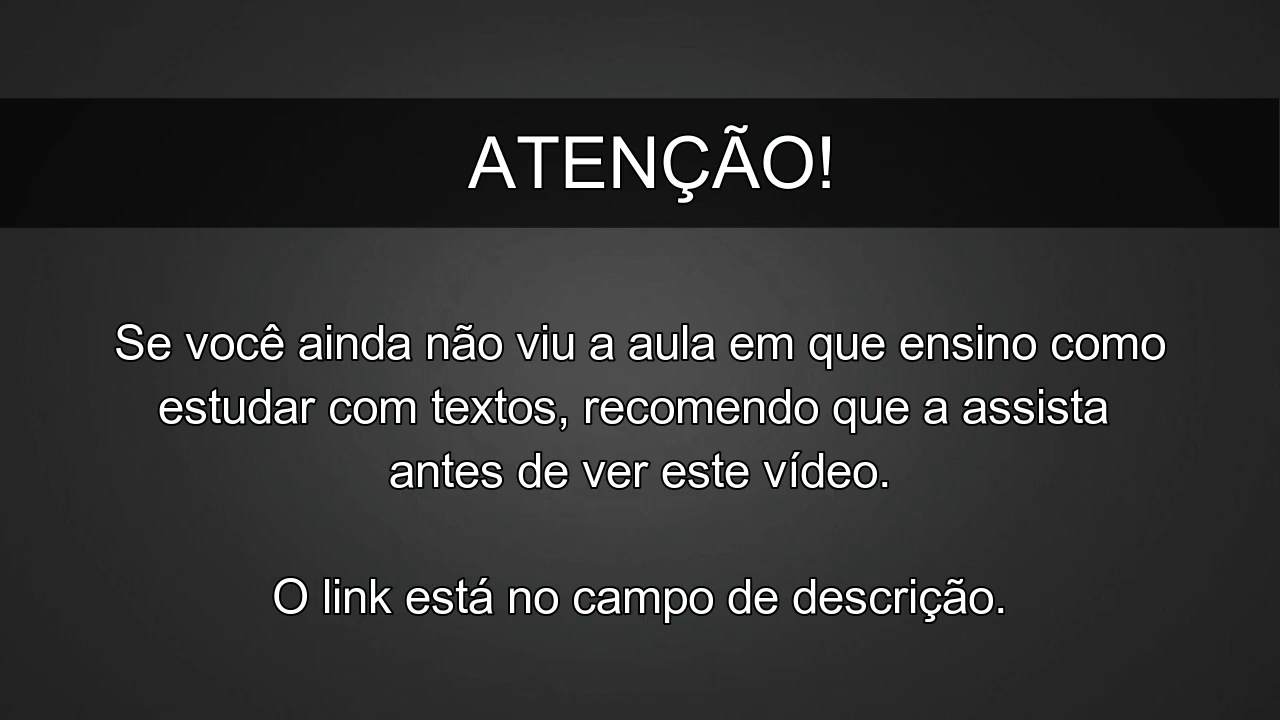 ATENÇÃO!
Se você ainda não viu a aula em que ensino como
estudar com textos, recomendo que a assista
antes de ver este vídeo.
O link está no campo de descrição.